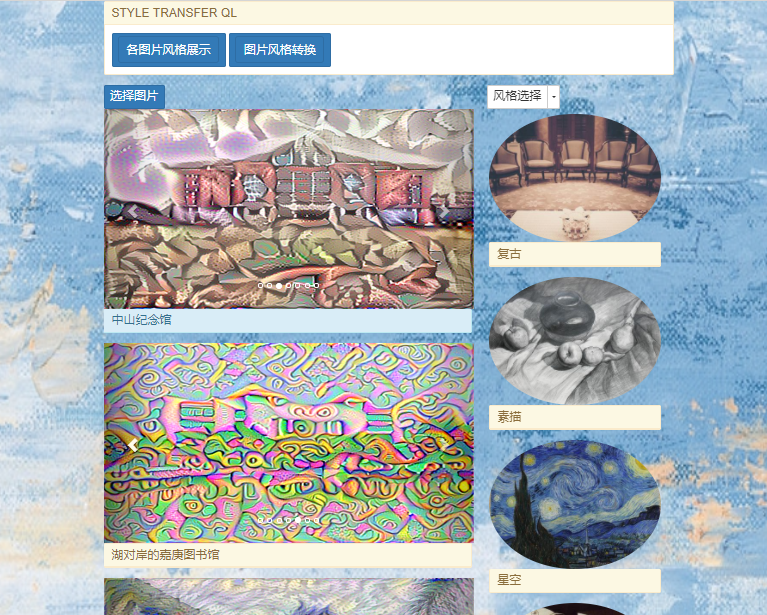 STYLE TRANSFER QL
各图片风格展示
图片风格转换
选择图片
风格选择
中山纪念馆
复古
素描
湖对岸的嘉庚图书馆
星空